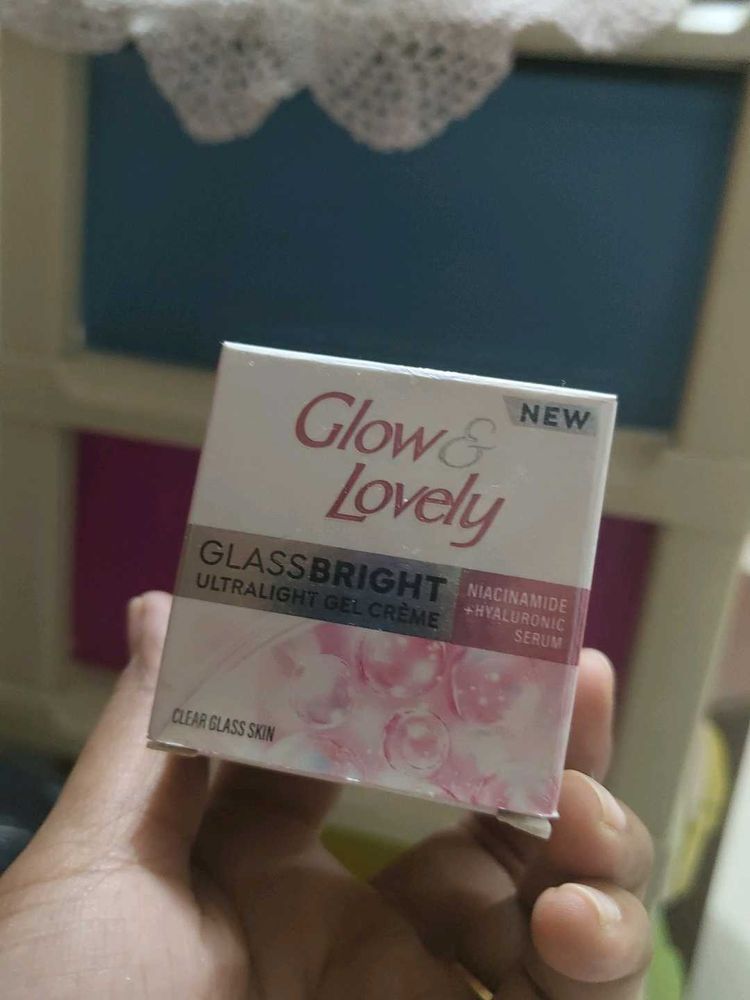 NEW
Glow &
Lovely
GLASSBRIGHT
ULTRALIGHT GEL CRÈME
NIACINAMIDE
+HYALURONIC
SERUM
CLEAR GLASS SKIN